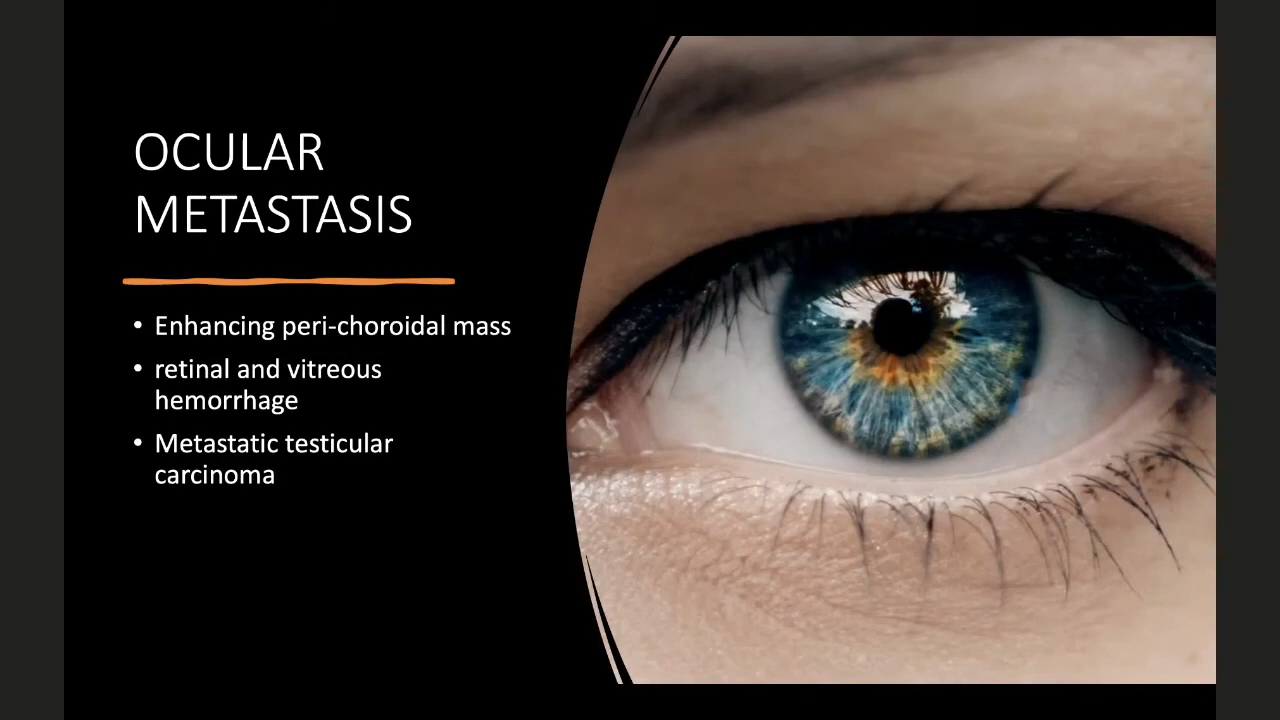 OCULAR
METASTASIS
• Enhancing peri-choroidal mass
• retinal and vitreous
hemorrhage
• Metastatic testicular
carcinoma